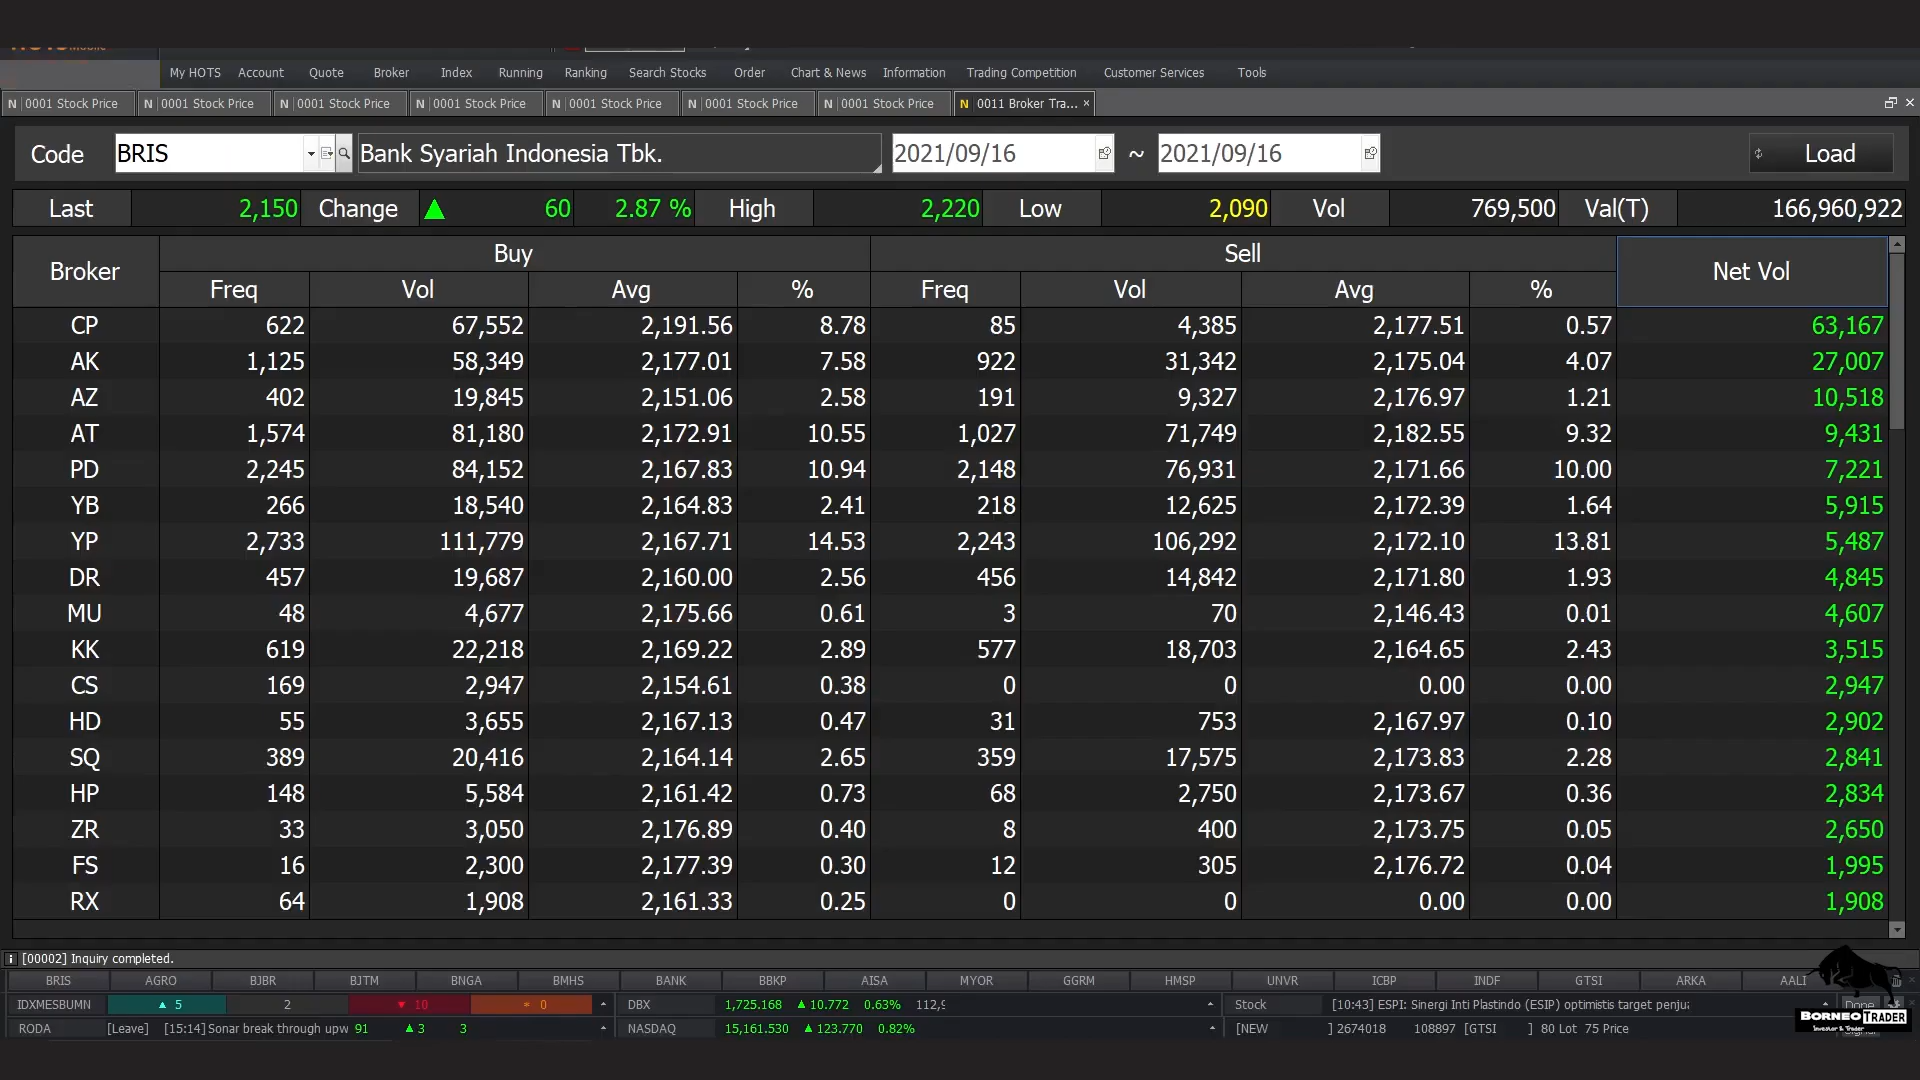 My HOTS Account Quote Broker Index Running Ranking Search Stocks Order Chart & News Information Trading Competition Customer Services Tools
N 0001 Stock Price N 0001 Stock Price N 0001 Stock Price N 0001 Stock Price N 0001 Stock Price N 0001 Stock Price N 0001 Stock Price N 0011 Broker Tra... ×
Code BRIS Bank Syariah Indonesia Tbk. 2021/09/16 ~ 2021/09/16 Load
Last 2,150 Change ▲ 60 2.87 % High 2,220 Low 2,090 Vol 769,500 Val(T) 166,960,922
Broker Buy Sell Net Vol
Freq Vol Avg % Freq Vol Avg %
CP 622 67,552 2,191.56 8.78 85 4,385 2,177.51 0.57 63,167
AK 1,125 58,349 2,177.01 7.58 922 31,342 2,175.04 4.07 27,007
AZ 402 19,845 2,151.06 2.58 191 9,327 2,176.97 1.21 10,518
AT 1,574 81,180 2,172.91 10.55 1,027 71,749 2,182.55 9.32 9,431
PD 2,245 84,152 2,167.83 10.94 2,148 76,931 2,171.66 10.00 7,221
YB 266 18,540 2,164.83 2.41 218 12,625 2,172.39 1.64 5,915
YP 2,733 111,779 2,167.71 14.53 2,243 106,292 2,172.10 13.81 5,487
DR 457 19,687 2,160.00 2.56 456 14,842 2,171.80 1.93 4,845
MU 48 4,677 2,175.66 0.61 3 70 2,146.43 0.01 4,607
KK 619 22,218 2,169.22 2.89 577 18,703 2,164.65 2.43 3,515
CS 169 2,947 2,154.61 0.38 0 0 0.00 0.00 2,947
HD 55 3,655 2,167.13 0.47 31 753 2,167.97 0.10 2,902
SQ 389 20,416 2,164.14 2.65 359 17,575 2,173.83 2.28 2,841
HP 148 5,584 2,161.42 0.73 68 2,750 2,173.67 0.36 2,834
ZR 33 3,050 2,176.89 0.40 8 400 2,173.75 0.05 2,650
FS 16 2,300 2,177.39 0.30 12 305 2,176.72 0.04 1,995
RX 64 1,908 2,161.33 0.25 0 0 0.00 0.00 1,908
[00002] Inquiry completed.
BRIS AGRO BJBR BJTM BNGA BMHS BANK BBKP AISA MYOR GGRM HMSP UNVR ICBP INDF GTSI ARKA AALI
IDXMESBUMN ▲ 5 2 ▼ 10 * 0 DBX 1,725.168 ▲ 10.772 0.63% 112,9 Stock [10:43] ESPI: Sinergi Inti Plastindo (ESIP) optimistis target penjua Done
RODA [Leave] [15:14] Sonar break through upw 91 ▲ 3 3 NASDAQ 15,161.530 ▲ 123.770 0.82% [NEW ] 2674018 108897 [GTSI ] 80 Lot 75 Price
BORNEO TRADER
Investor & Trader